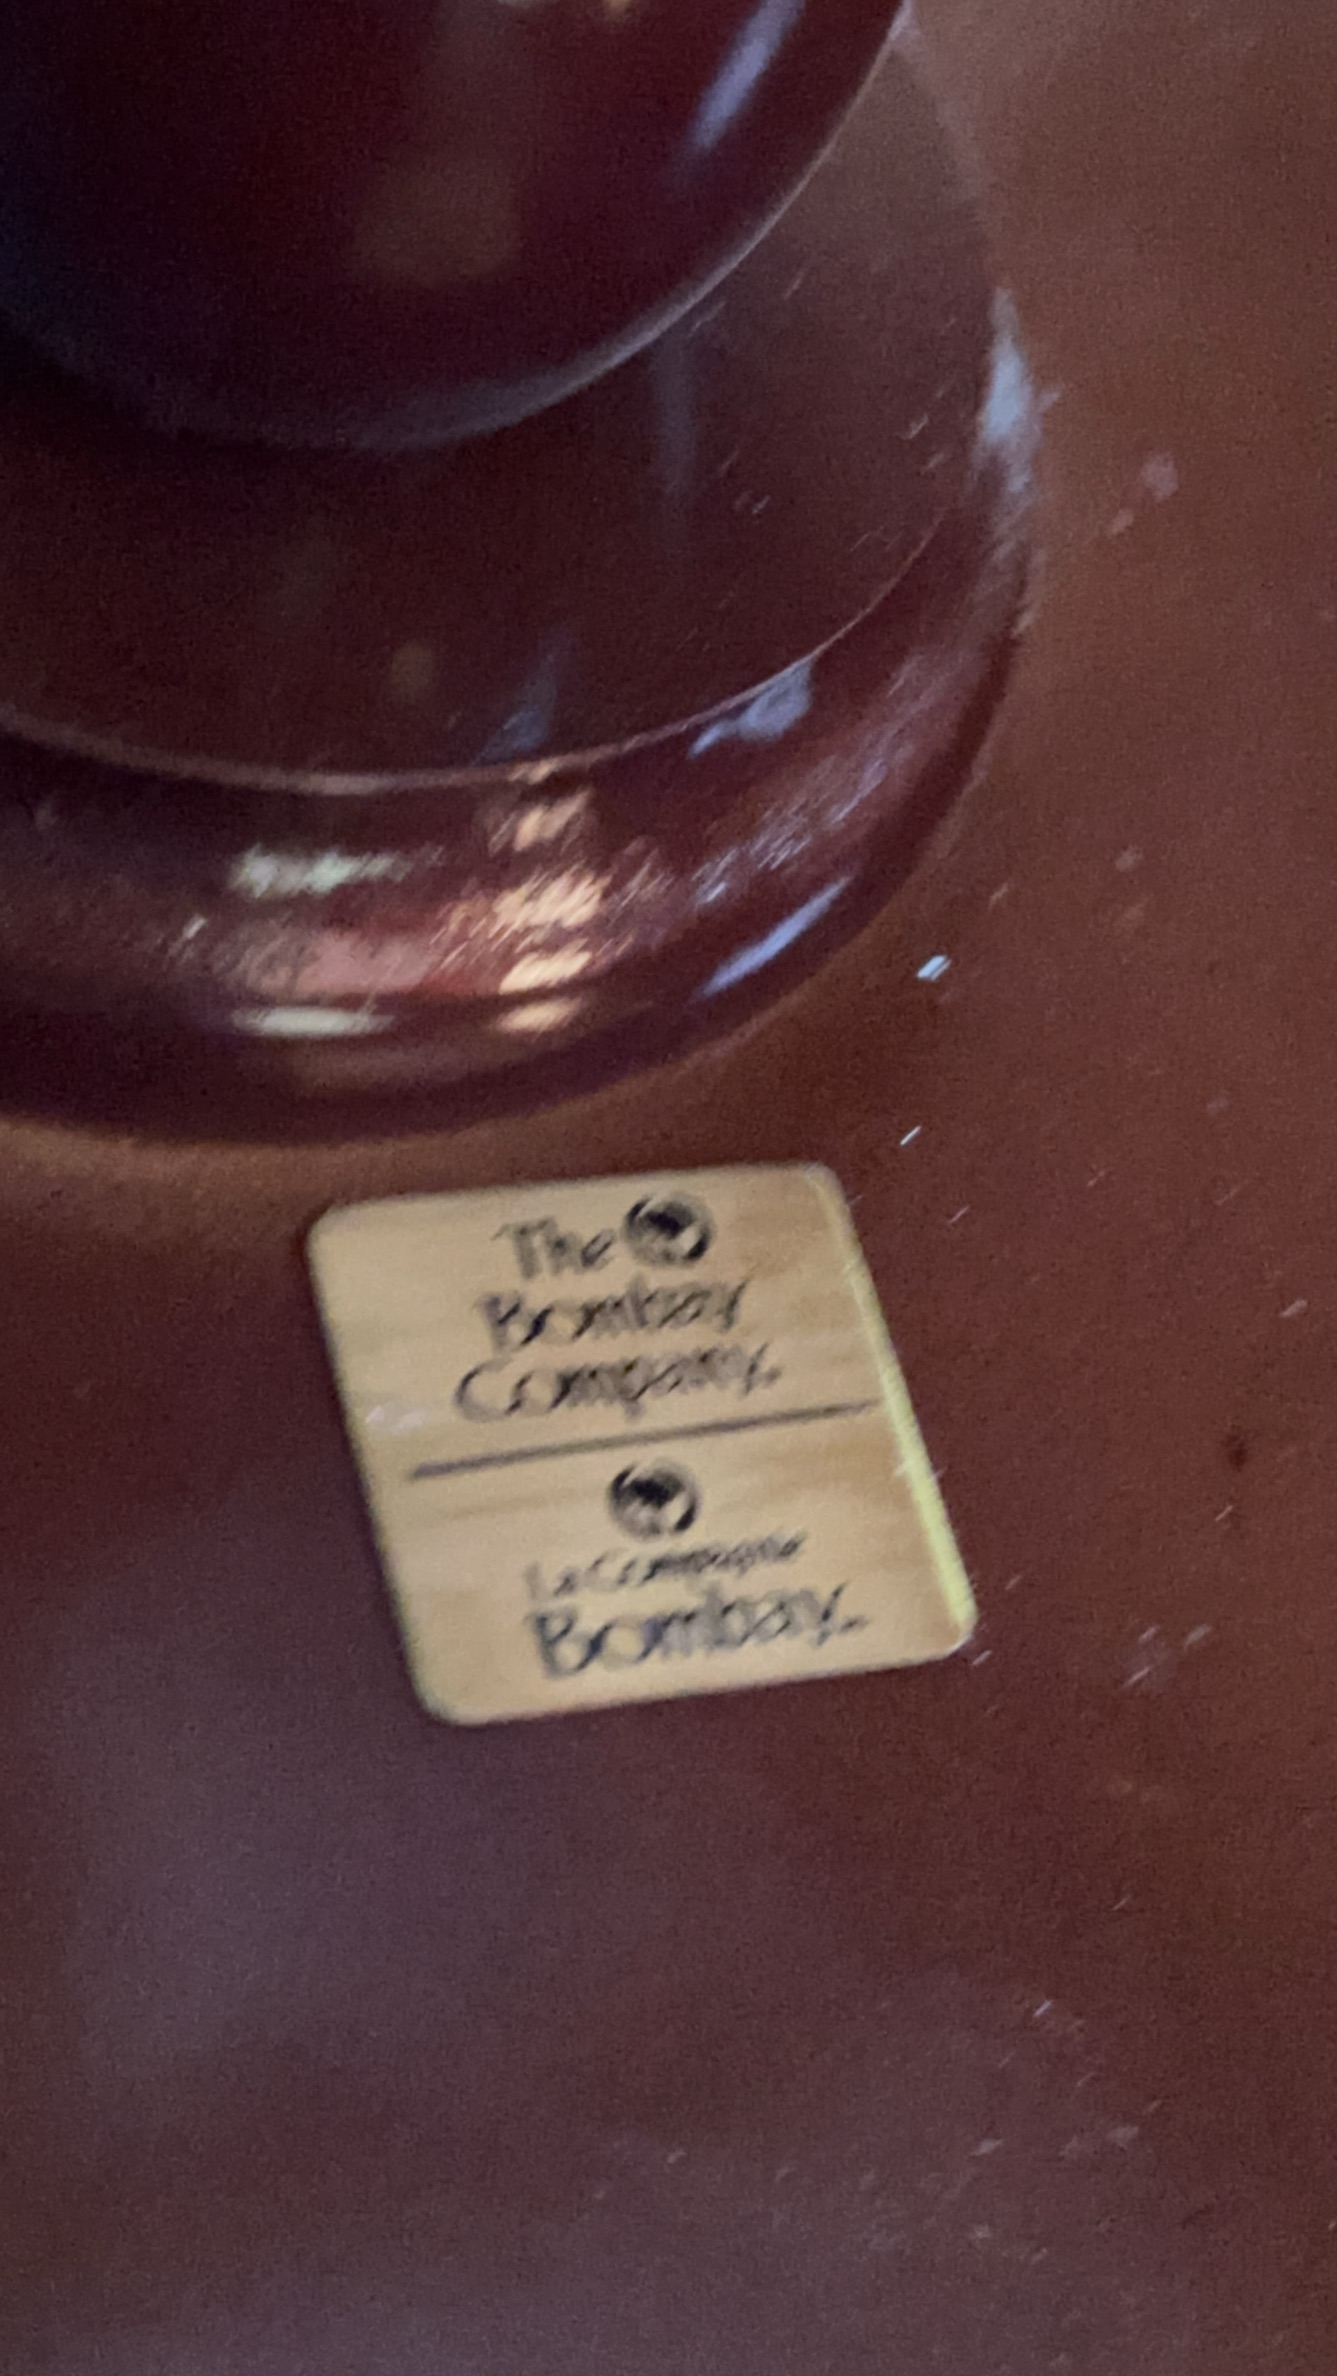 The
Bombay
Company.
La Compagnie
Bombay.